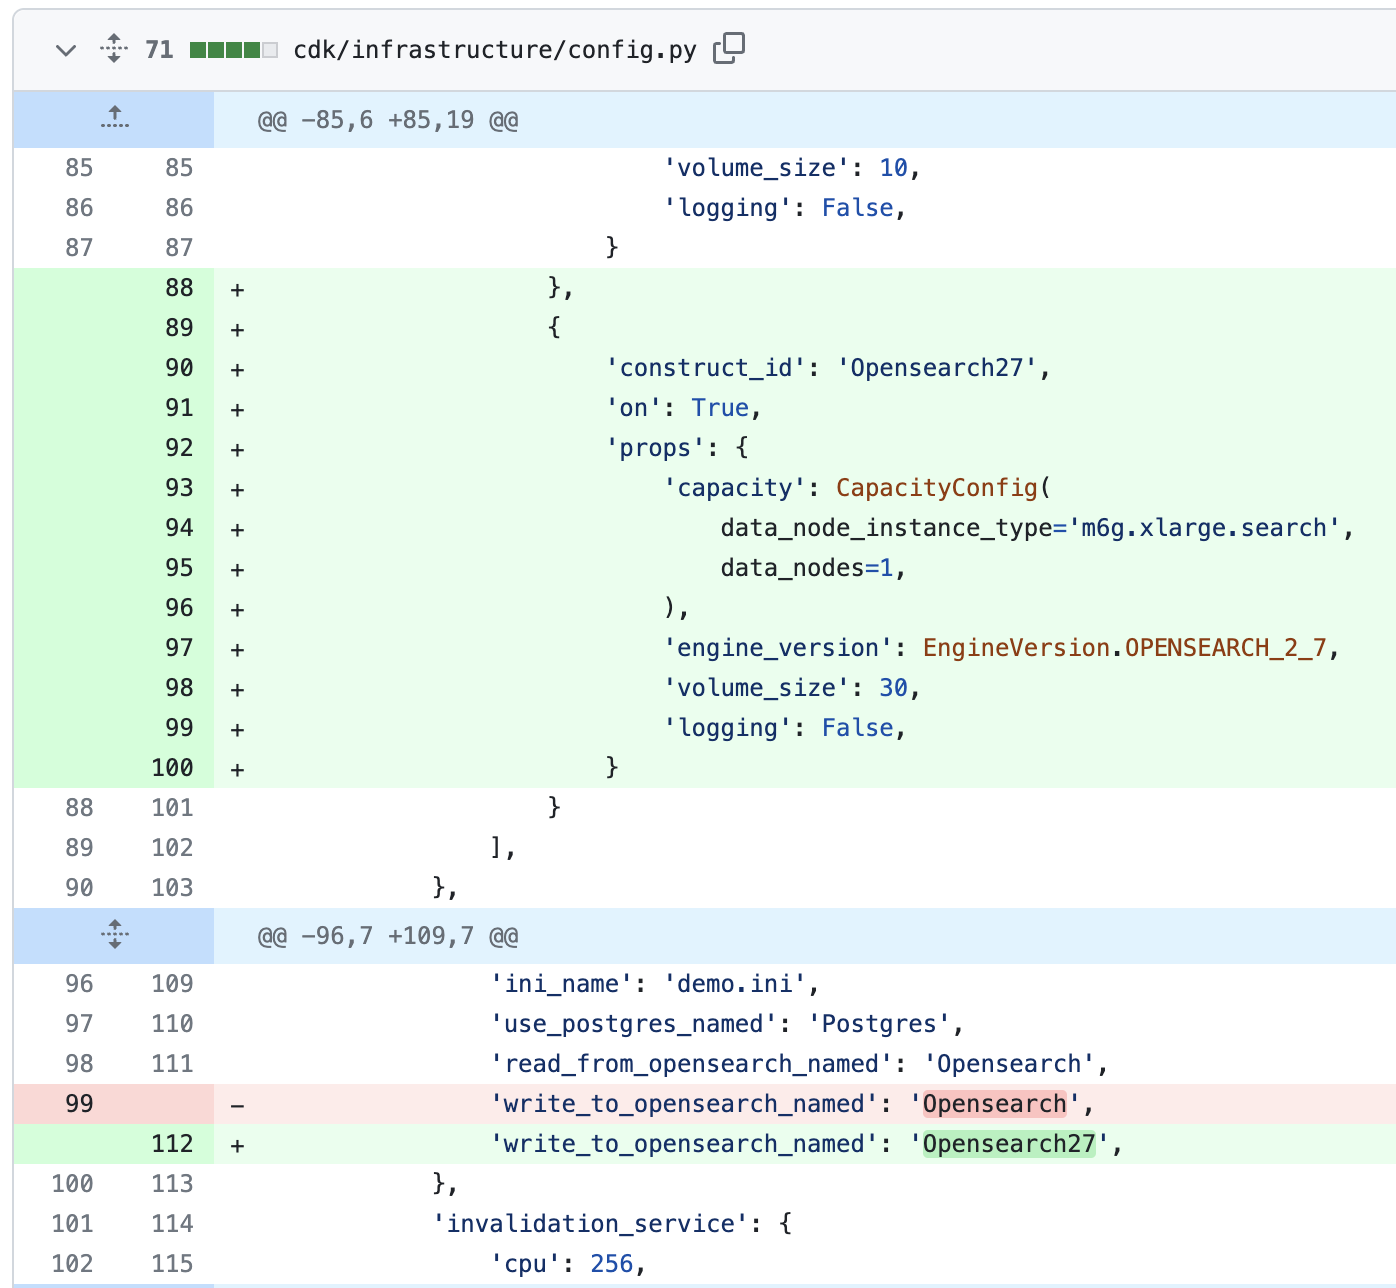 71 cdk/infrastructure/config.py
@@ -85,6 +85,19 @@
85 85 'volume_size': 10,
86 86 'logging': False,
87 87 }
88 + },
89 + {
90 + 'construct_id': 'Opensearch27',
91 + 'on': True,
92 + 'props': {
93 + 'capacity': CapacityConfig(
94 + data_node_instance_type='m6g.xlarge.search',
95 + data_nodes=1,
96 + ),
97 + 'engine_version': EngineVersion.OPENSEARCH_2_7,
98 + 'volume_size': 30,
99 + 'logging': False,
100 + }
88 101 }
89 102 ],
90 103 },
@@ -96,7 +109,7 @@
96 109 'ini_name': 'demo.ini',
97 110 'use_postgres_named': 'Postgres',
98 111 'read_from_opensearch_named': 'Opensearch',
99 - 'write_to_opensearch_named': 'Opensearch',
112 + 'write_to_opensearch_named': 'Opensearch27',
100 113 },
101 114 'invalidation_service': {
102 115 'cpu': 256,